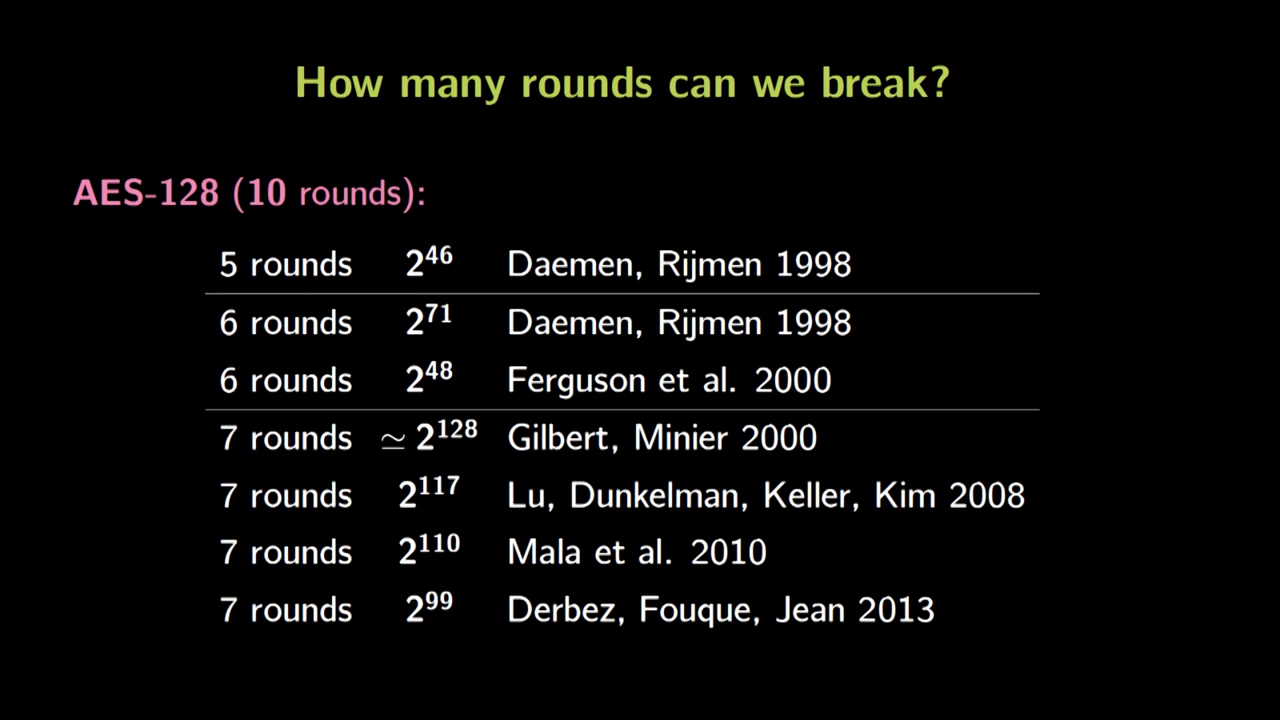 How many rounds can we break?
AES-128 (10 rounds):
5 rounds 2^46 Daemen, Rijmen 1998
6 rounds 2^71 Daemen, Rijmen 1998
6 rounds 2^48 Ferguson et al. 2000
7 rounds ≃ 2^128 Gilbert, Minier 2000
7 rounds 2^117 Lu, Dunkelman, Keller, Kim 2008
7 rounds 2^110 Mala et al. 2010
7 rounds 2^99 Derbez, Fouque, Jean 2013